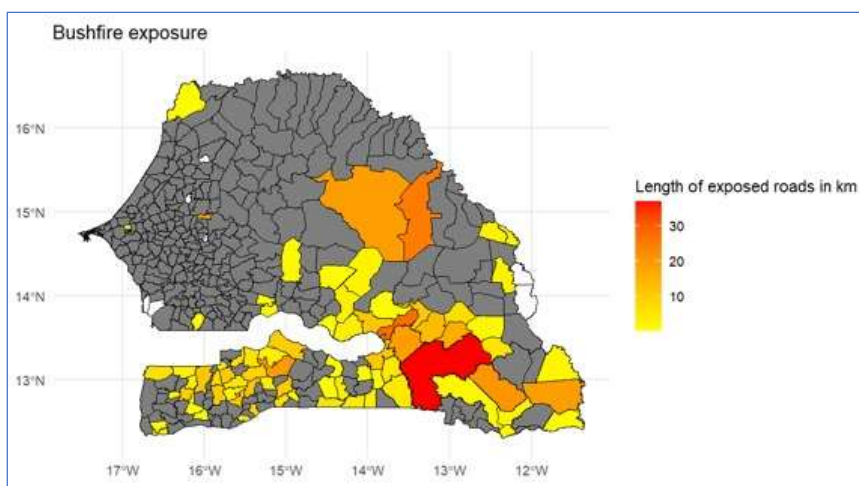 Bushfire exposure
16°N
15°N
14°N
13°N
17°W 16°W 15°W 14°W 13°W 12°W
Length of exposed roads in km
30
20
10